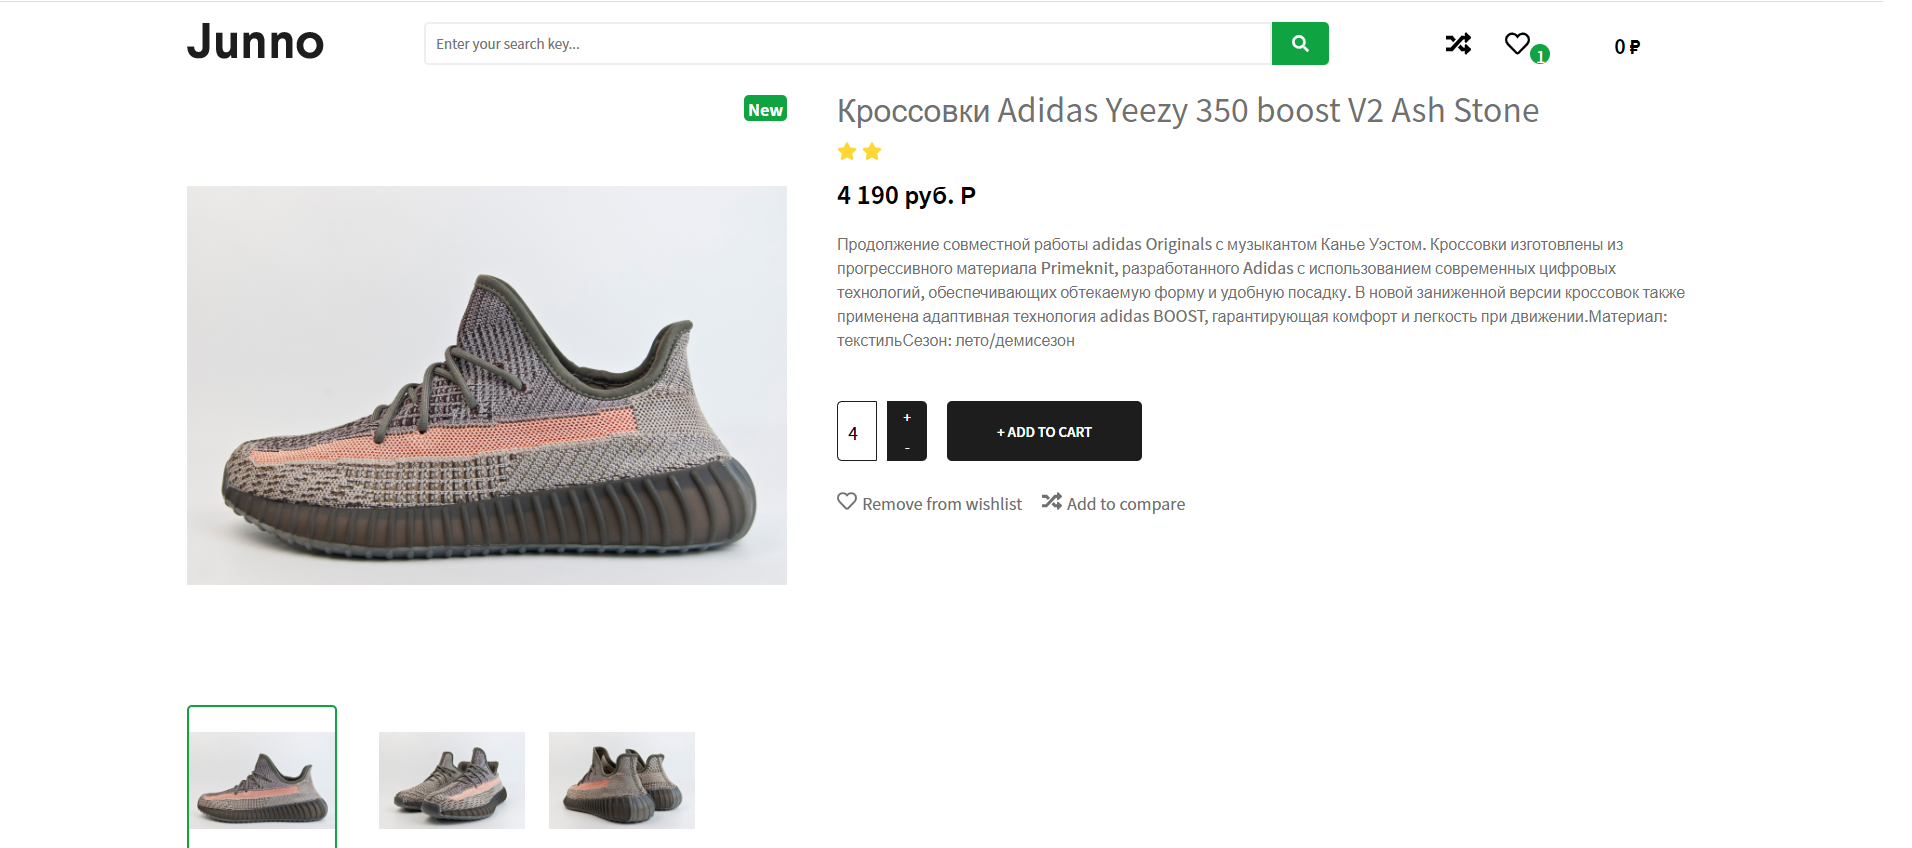 Junno
Enter your search key...
1
0 ₽
New
Кроссовки Adidas Yeezy 350 boost V2 Ash Stone
4 190 руб. Р
Продолжение совместной работы adidas Originals с музыкантом Канье Уэстом. Кроссовки изготовлены из
прогрессивного материала Primeknit, разработанного Adidas с использованием современных цифровых
технологий, обеспечивающих обтекаемую форму и удобную посадку. В новой заниженной версии кроссовок также
применена адаптивная технология adidas BOOST, гарантирующая комфорт и легкость при движении.Материал:
текстильСезон: лето/демисезон
4
+
-
+ ADD TO CART
Remove from wishlist
Add to compare